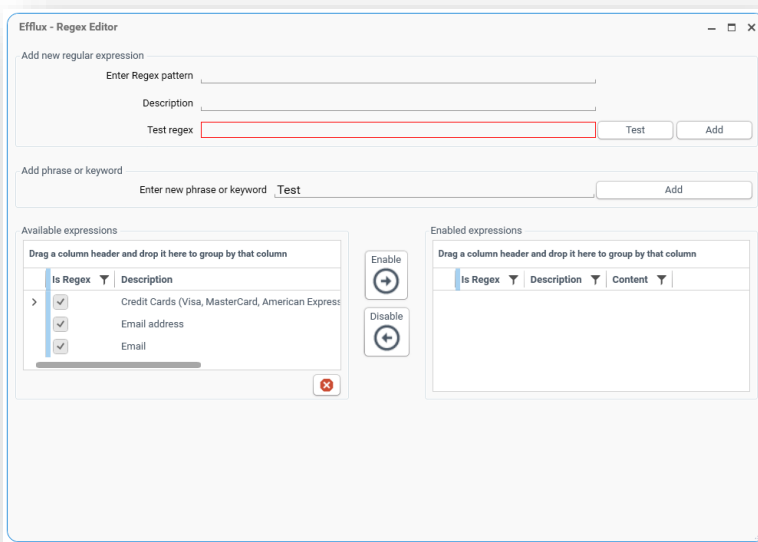 Efflux - Regex Editor
Add new regular expression
Enter Regex pattern
Description
Test regex
Test
Add
Add phrase or keyword
Enter new phrase or keyword
Test
Add
Available expressions
Drag a column header and drop it here to group by that column
Is Regex
Description
Credit Cards (Visa, MasterCard, American Express
Email address
Email
Enable
Disable
Enabled expressions
Drag a column header and drop it here to group by that column
Is Regex
Description
Content